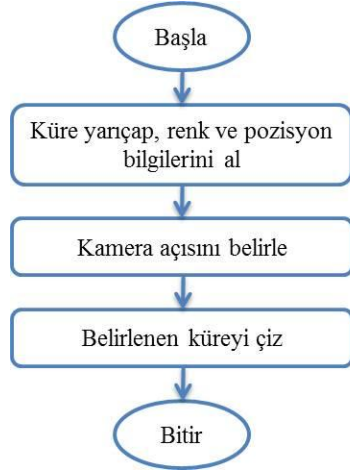 Başla
Küre yarıçap, renk ve pozisyon
bilgilerini al
Kamera açısını belirle
Belirlenen küreyi çiz
Bitir